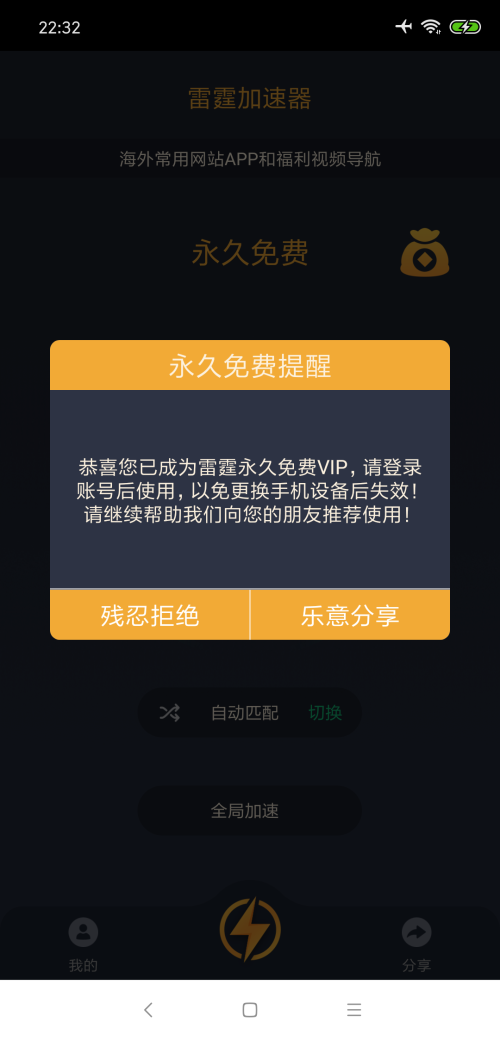 22:32
雷霆加速器
海外常用网站APP和福利视频导航
永久免费
永久免费提醒
恭喜您已成为雷霆永久免费VIP，请登录
账号后使用，以免更换手机设备后失效！
请继续帮助我们向您的朋友推荐使用！
残忍拒绝
乐意分享
自动匹配
切换
全局加速
我的
分享